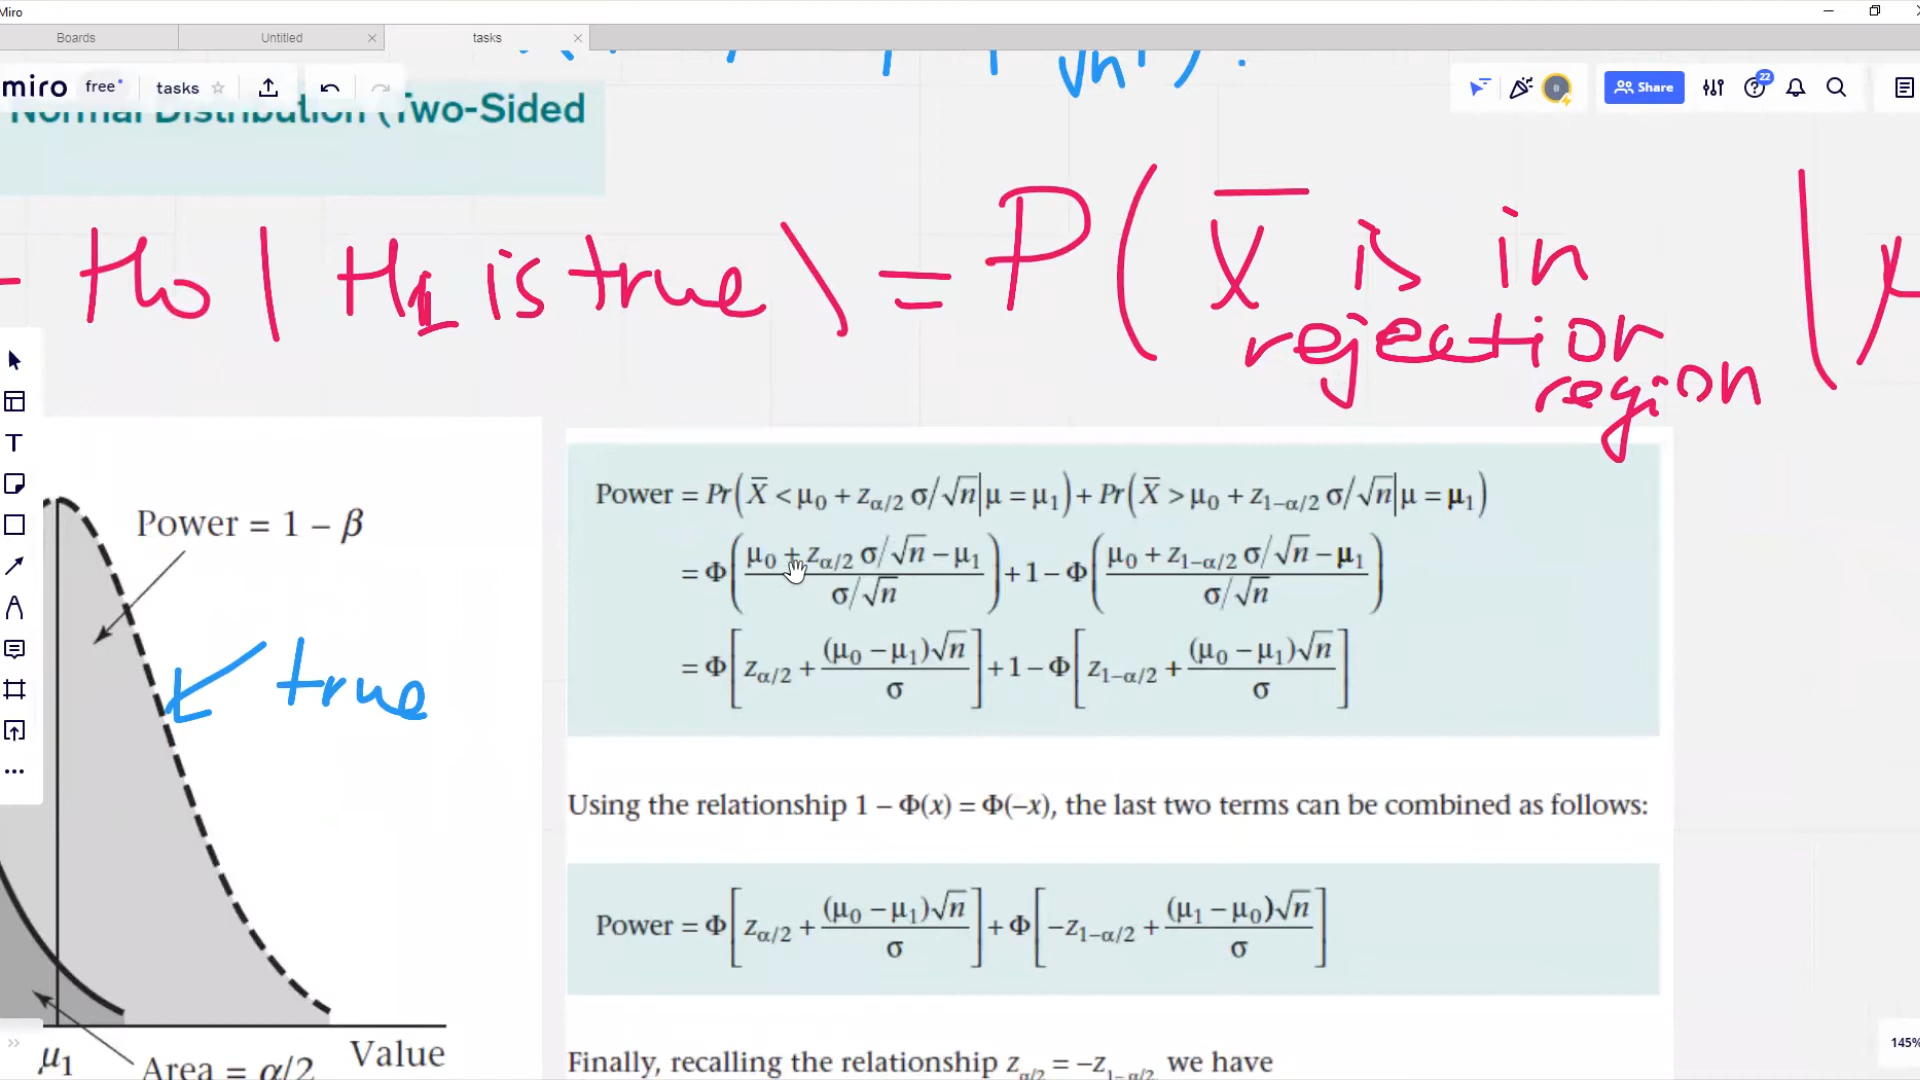 Miro
Boards Untitled tasks
√n ) .
miro free tasks Share 22
Normal Distribution (Two-Sided
H0 | H1 is true ) = P( X̅ is in rejection region | μ
Power = Pr(X̅ < μ0 + zα/2 σ/√n | μ = μ1) + Pr(X̅ > μ0 + z1−α/2 σ/√n | μ = μ1)
= Φ((μ0 + zα/2 σ/√n − μ1) / (σ/√n)) + 1 − Φ((μ0 + z1−α/2 σ/√n − μ1) / (σ/√n))
= Φ[zα/2 + (μ0 − μ1)√n / σ] + 1 − Φ[z1−α/2 + (μ0 − μ1)√n / σ]
Using the relationship 1 − Φ(x) = Φ(−x), the last two terms can be combined as follows:
Power = Φ[zα/2 + (μ0 − μ1)√n / σ] + Φ[−z1−α/2 + (μ1 − μ0)√n / σ]
Finally, recalling the relationship zα/2 = −z1−α/2, we have
Power = 1 − β
true
μ1
Area = α/2
Value
145%